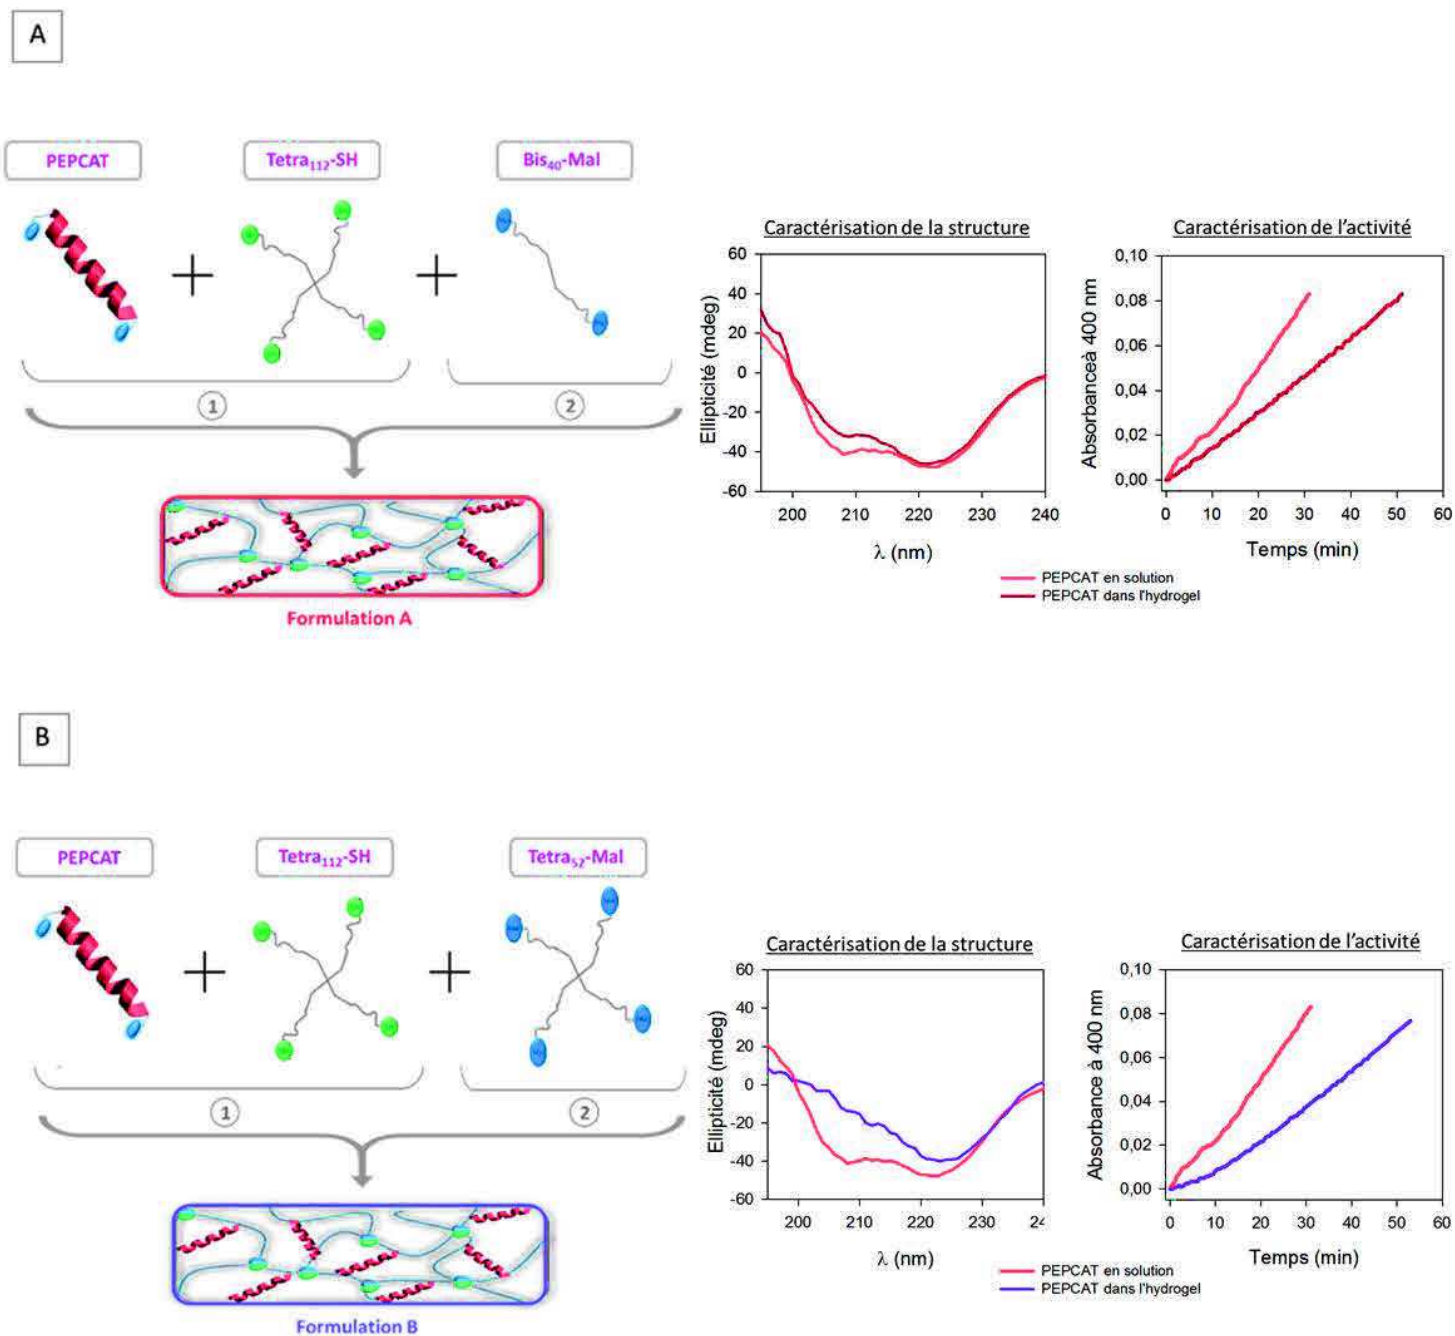 A
PEPCAT
Tetra₁₁₂-SH
Bis₄₀-Mal
+
+
1
2
Formulation A
Caractérisation de la structure
Ellipticité (mdeg)
60
40
20
0
-20
-40
-60
200
210
220
230
240
λ (nm)
Caractérisation de l'activité
Absorbanceà 400 nm
0,10
0,08
0,06
0,04
0,02
0,00
0
10
20
30
40
50
60
Temps (min)
PEPCAT en solution
PEPCAT dans l'hydrogel
B
PEPCAT
Tetra₁₁₂-SH
Tetra₅₂-Mal
+
+
1
2
Formulation B
Caractérisation de la structure
Ellipticité (mdeg)
60
40
20
0
-20
-40
-60
200
210
220
230
24
λ (nm)
Caractérisation de l'activité
Absorbance à 400 nm
0,10
0,08
0,06
0,04
0,02
0,00
0
10
20
30
40
50
60
Temps (min)
PEPCAT en solution
PEPCAT dans l'hydrogel